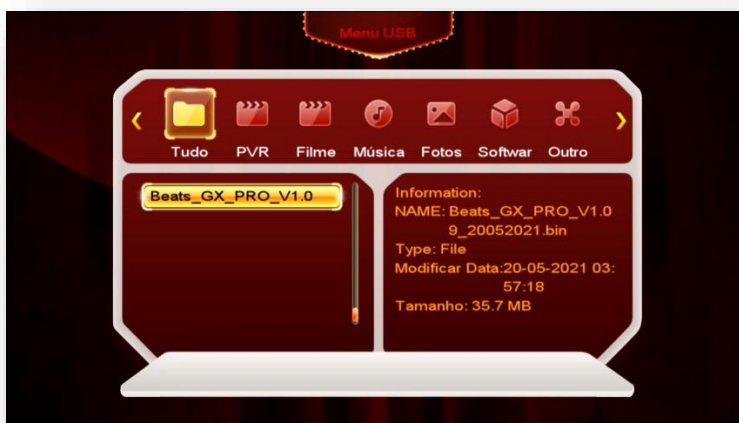 Menu USB
Tudo PVR Filme Música Fotos Softwar Outro
Beats_GX_PRO_V1.0
Information:
NAME: Beats_GX_PRO_V1.0
9_20052021.bin
Type: File
Modificar Data:20-05-2021 03:
57:18
Tamanho: 35.7 MB